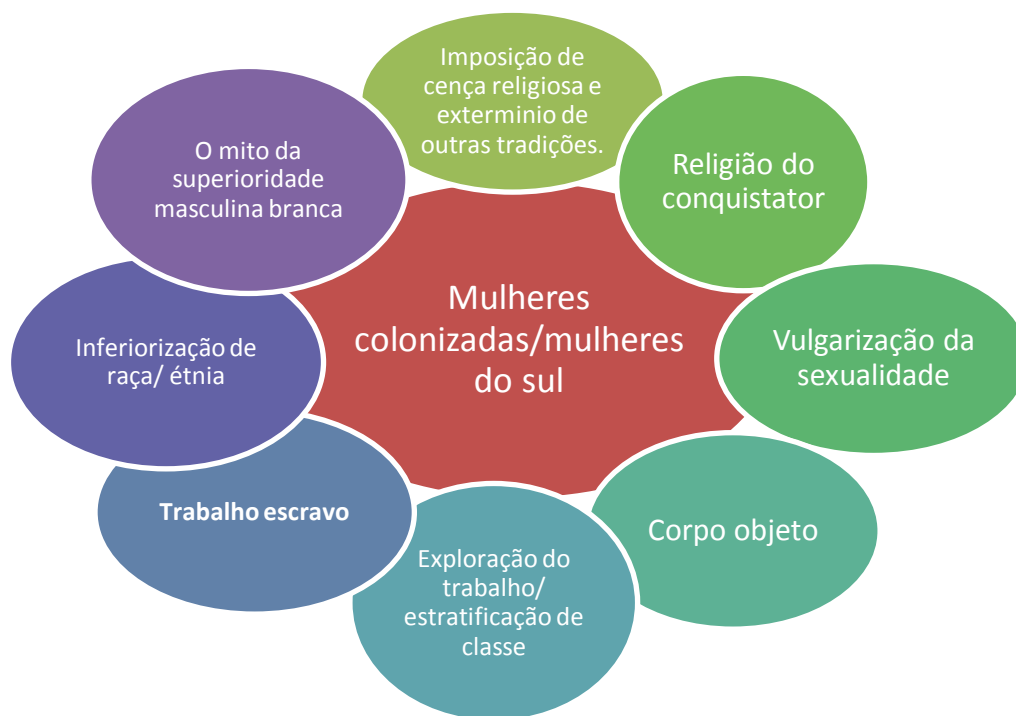 Imposição de
cença religiosa e
exterminio de
outras tradições.
Religião do
conquistator
Vulgarização da
sexualidade
Corpo objeto
Exploração do
trabalho/
estratificação de
classe
Trabalho escravo
Inferiorização de
raça/ étnia
O mito da
superioridade
masculina branca
Mulheres
colonizadas/mulheres
do sul